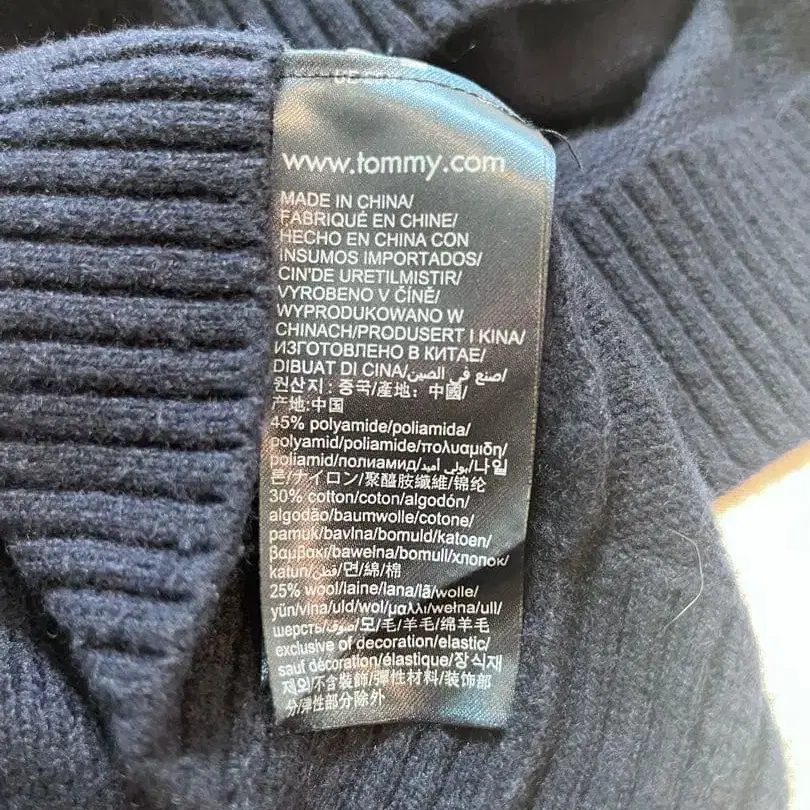 www.tommy.com
MADE IN CHINA/
FABRIQUÉ EN CHINE/
HECHO EN CHINA CON
INSUMOS IMPORTADOS/
CIN'DE URETILMISTIR/
VYROBENO V ČÍNĚ/
WYPRODUKOWANO W
CHINACH/PRODUSERT I KINA/
ИЗГОТОВЛЕНО В КИТАЕ/
DIBUAT DI CINA/صنع في الصين/
원산지 : 중국/產地: 中國/
产地:中国
45% polyamide/poliamida/
polyamid/poliamide/πολυαμιδη/
poliamid/полиамид/بولي أميد/나일
론/ナイロン/聚醯胺纖維/锦纶
30% cotton/coton/algodón/
algodão/baumwolle/cotone/
pamuk/bavlna/bomuld/katoen/
βαμβακι/bawełna/bomull/хлопок/
katun/قطن/면/綿/棉
25% wool/laine/lana/lã/wolle/
yün/vlna/uld/wol/μαλλι/wełna/ull/
шерсть/صوف/모/毛/羊毛/绵羊毛
exclusive of decoration/elastic/
sauf décoration/élastique/장식재
제외/不含裝飾/彈性材料/装饰部
分/弹性部分除外